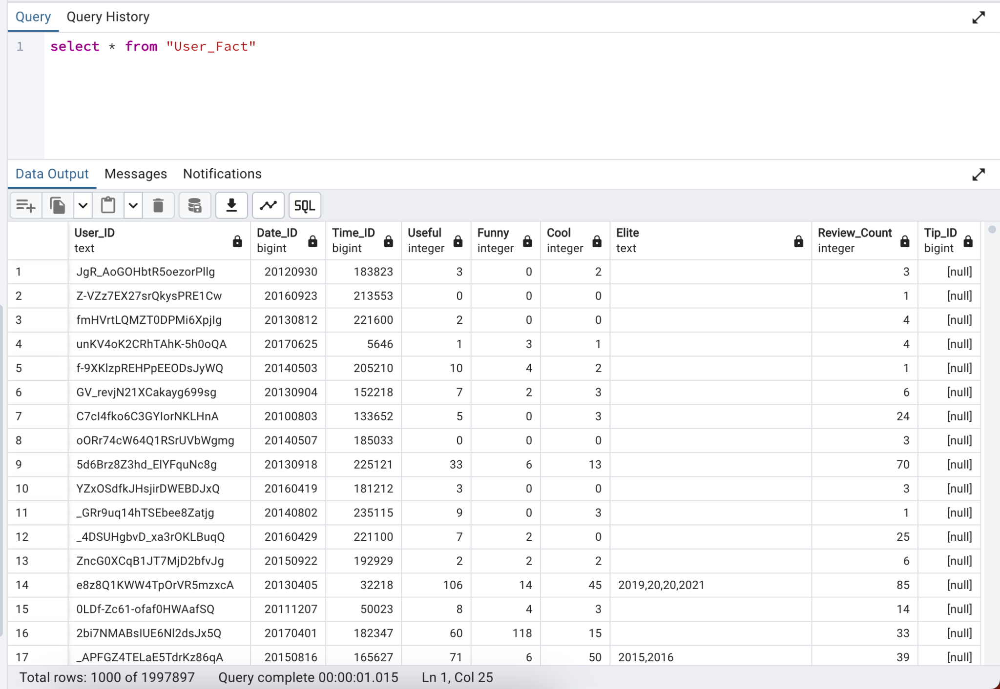 Query Query History
1 select * from "User_Fact"
Data Output Messages Notifications
SQL
User_ID Date_ID Time_ID Useful Funny Cool Elite Review_Count Tip_ID
text bigint bigint integer integer integer text integer bigint
1 JgR_AoGOHbtR5oezorPllg 20120930 183823 3 0 2 3 [null]
2 Z-VZz7EX27srQkysPRE1Cw 20160923 213553 0 0 0 1 [null]
3 fmHVrtLQMZT0DPMi6XpjIg 20130812 221600 2 0 0 4 [null]
4 unKV4oK2CRhTAhK-5h0oQA 20170625 5646 1 3 1 4 [null]
5 f-9XKlzpREHPpEEODsJyWQ 20140503 205210 10 4 2 1 [null]
6 GV_revjN21XCakayg699sg 20130904 152218 7 2 3 6 [null]
7 C7cI4fko6C3GYIorNKLHnA 20100803 133652 5 0 3 24 [null]
8 oORr74cW64Q1RSrUVbWgmg 20140507 185033 0 0 0 3 [null]
9 5d6Brz8Z3hd_ElYFquNc8g 20130918 225121 33 6 13 70 [null]
10 YZxOSdfkJHsjirDWEBDJxQ 20160419 181212 3 0 0 3 [null]
11 _GRr9uq14hTSEbee8Zatjg 20140802 235115 9 0 3 1 [null]
12 _4DSUHgbvD_xa3rOKLBuqQ 20160429 221100 7 2 0 25 [null]
13 ZncG0XCqB1JT7MjD2bfvJg 20150922 192929 2 2 2 6 [null]
14 e8z8Q1KWW4TpOrVR5mzxcA 20130405 32218 106 14 45 2019,20,20,2021 85 [null]
15 0LDf-Zc61-ofaf0HWAafSQ 20111207 50023 8 4 3 14 [null]
16 2bi7NMABsIUE6Nl2dsJx5Q 20170401 182347 60 118 15 33 [null]
17 _APFGZ4TELaE5TdrKz86qA 20150816 165627 71 6 50 2015,2016 39 [null]
Total rows: 1000 of 1997897 Query complete 00:00:01.015 Ln 1, Col 25